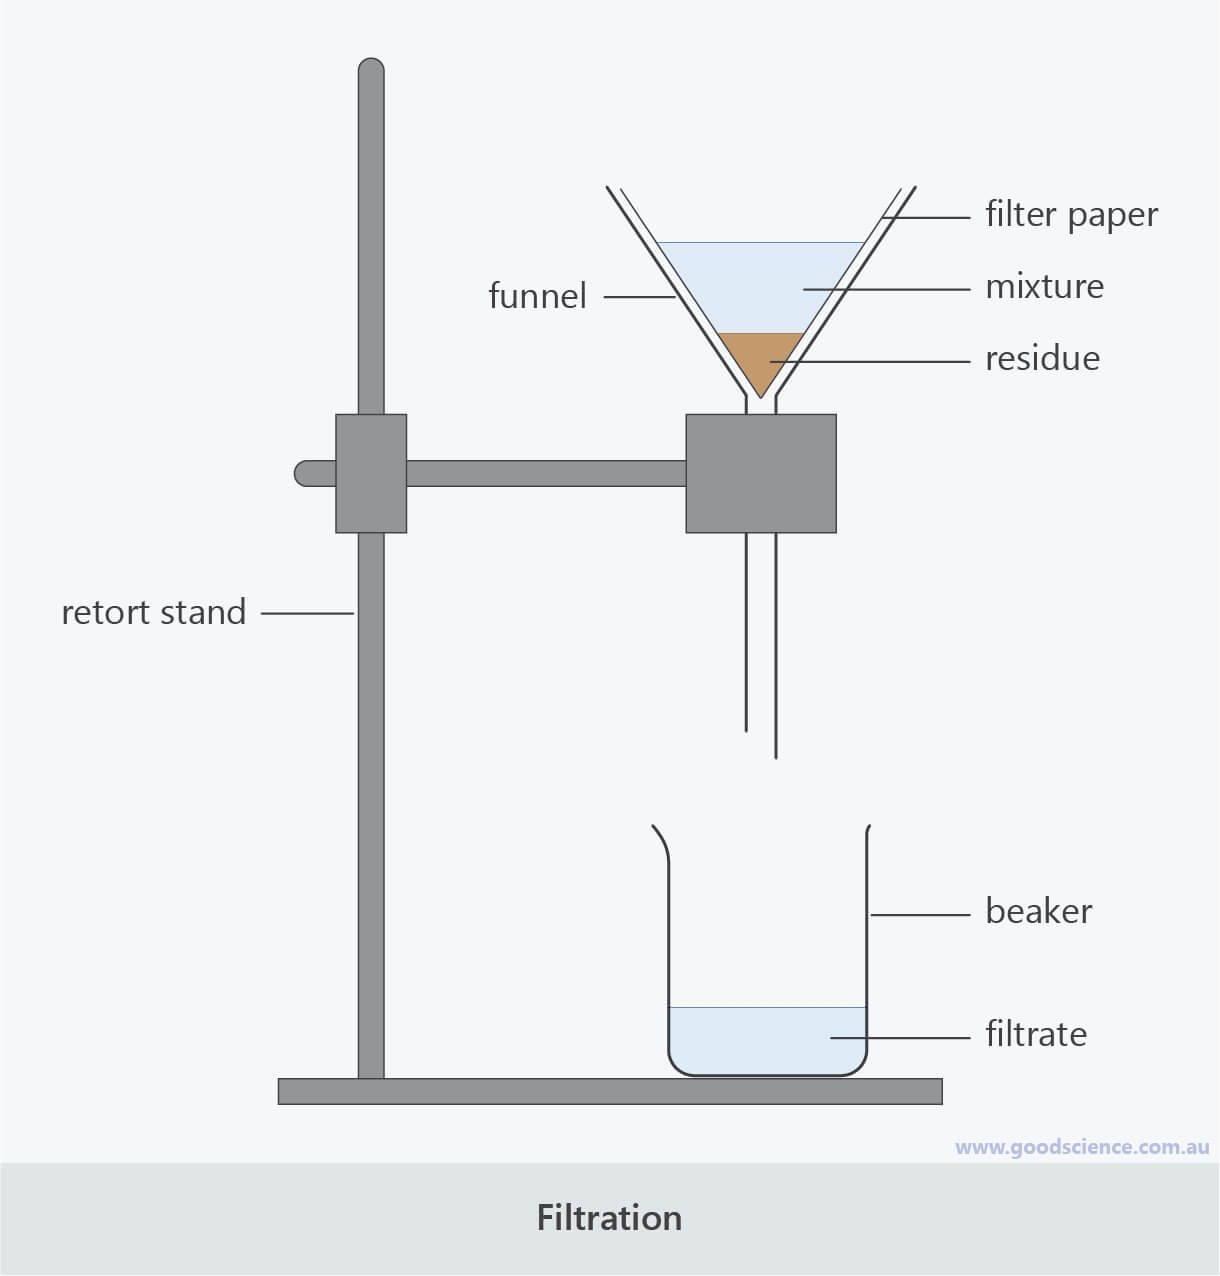 filter paper
mixture
funnel
residue
retort stand
beaker
filtrate
www.goodscience.com.au
Filtration